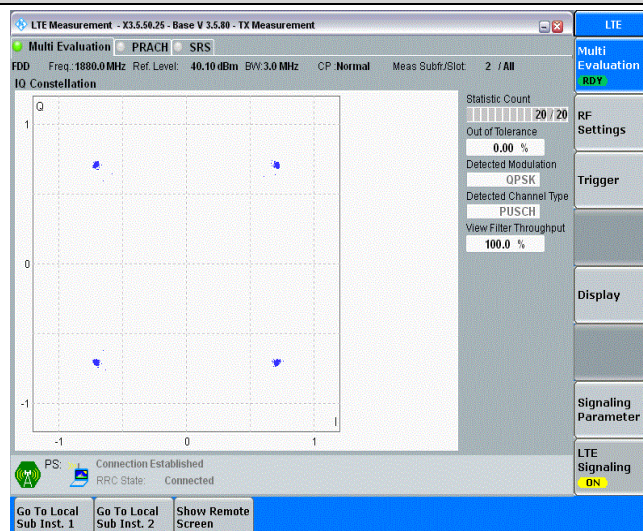 LTE Measurement - X3.5.50.25 - Base V 3.5.80 - TX Measurement
LTE
Multi Evaluation PRACH SRS
Multi
Evaluation
RDY
FDD Freq.:1880.0 MHz Ref. Level: 40.10 dBm BW:3.0 MHz CP :Normal Meas Subfr./Slot: 2 / All
IQ Constellation
Q
1
0
-1
-1 0 1
I
Statistic Count
20 / 20
Out of Tolerance
0.00 %
Detected Modulation
QPSK
Detected Channel Type
PUSCH
View Filter Throughput
100.0 %
RF
Settings
Trigger
Display
Signaling
Parameter
LTE
Signaling
ON
PS: Connection Established
RRC State: Connected
Go To Local
Sub Inst. 1
Go To Local
Sub Inst. 2
Show Remote
Screen